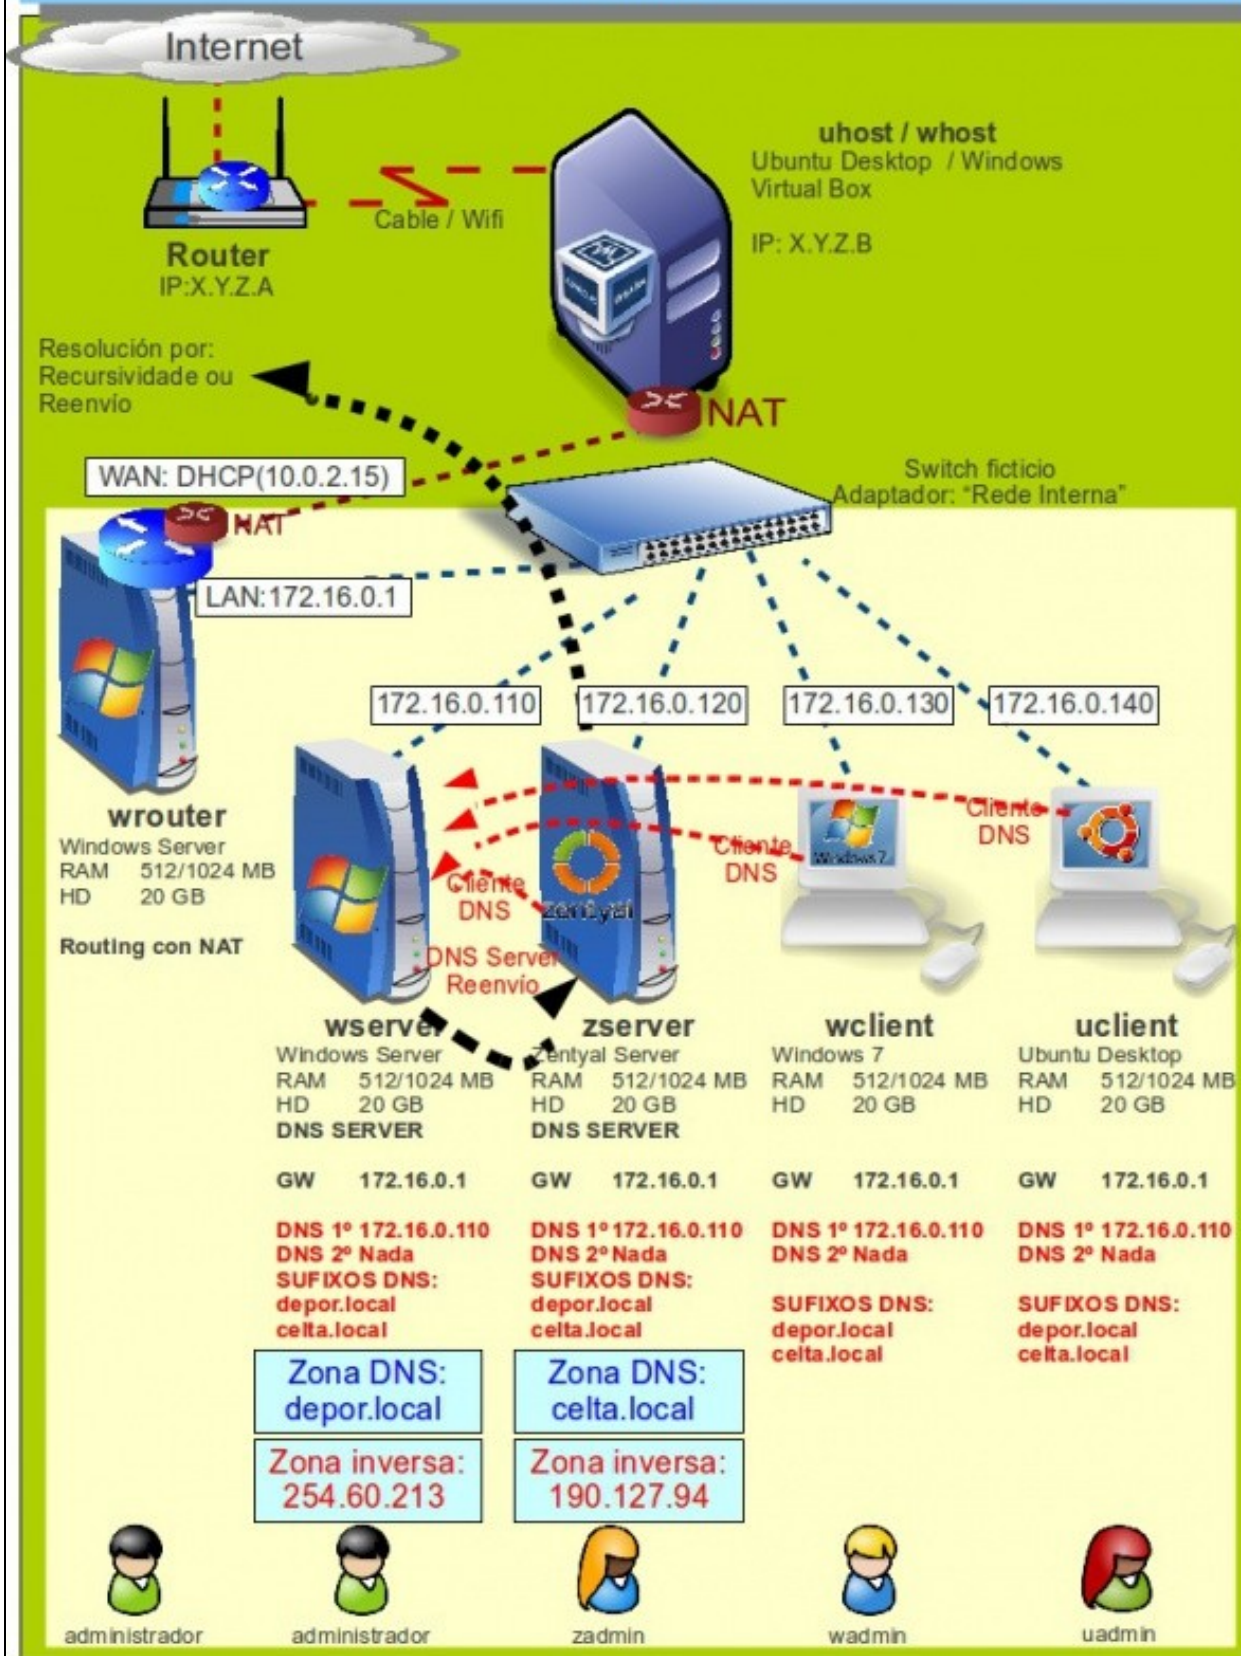 Internet
uhost / whost
Ubuntu Desktop / Windows
Virtual Box
IP: X.Y.Z.B
Cable / Wifi
Router
IP:X.Y.Z.A
Resolución por:
Recursividade ou
Reenvío
NAT
WAN: DHCP(10.0.2.15)
Switch ficticio
Adaptador: “Rede Interna”
NAT
LAN:172.16.0.1
172.16.0.110
172.16.0.120
172.16.0.130
172.16.0.140
wrouter
Windows Server
RAM 512/1024 MB
HD 20 GB
Routing con NAT
Cliente
DNS
Cliente
DNS
Cliente
DNS
zentyal
Windows7
DNS Server
Reenvío
wserver
Windows Server
RAM 512/1024 MB
HD 20 GB
DNS SERVER
GW 172.16.0.1
DNS 1º 172.16.0.110
DNS 2º Nada
SUFIXOS DNS:
depor.local
celta.local
Zona DNS:
depor.local
Zona inversa:
254.60.213
zserver
Zentyal Server
RAM 512/1024 MB
HD 20 GB
DNS SERVER
GW 172.16.0.1
DNS 1º 172.16.0.110
DNS 2º Nada
SUFIXOS DNS:
depor.local
celta.local
Zona DNS:
celta.local
Zona inversa:
190.127.94
wclient
Windows 7
RAM 512/1024 MB
HD 20 GB
GW 172.16.0.1
DNS 1º 172.16.0.110
DNS 2º Nada
SUFIXOS DNS:
depor.local
celta.local
uclient
Ubuntu Desktop
RAM 512/1024 MB
HD 20 GB
GW 172.16.0.1
DNS 1º 172.16.0.110
DNS 2º Nada
SUFIXOS DNS:
depor.local
celta.local
administrador
administrador
zadmin
wadmin
uadmin